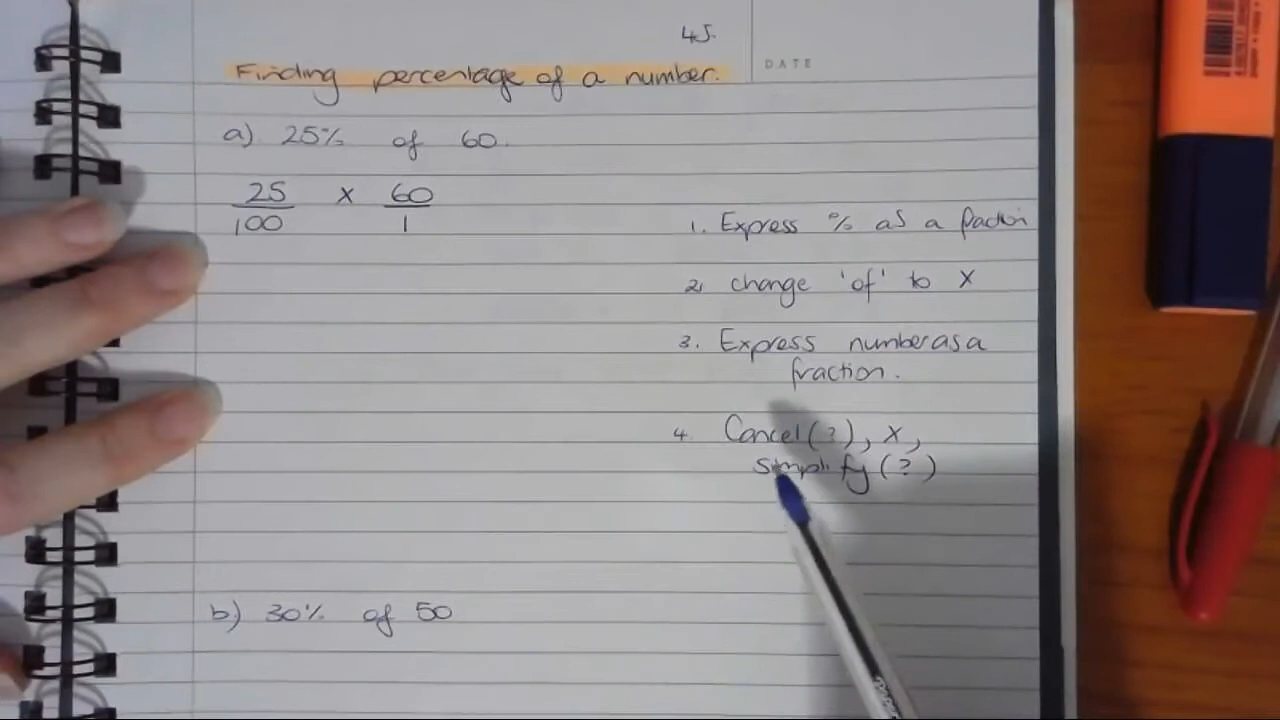 45.
DATE
Finding percentage of a number.
a) 25% of 60.
25 x 60
100 1
1. Express % as a fraction
2. change 'of' to x
3. Express number as a
fraction.
4. Cancel (?), x,
simplify (?)
b) 30% of 50